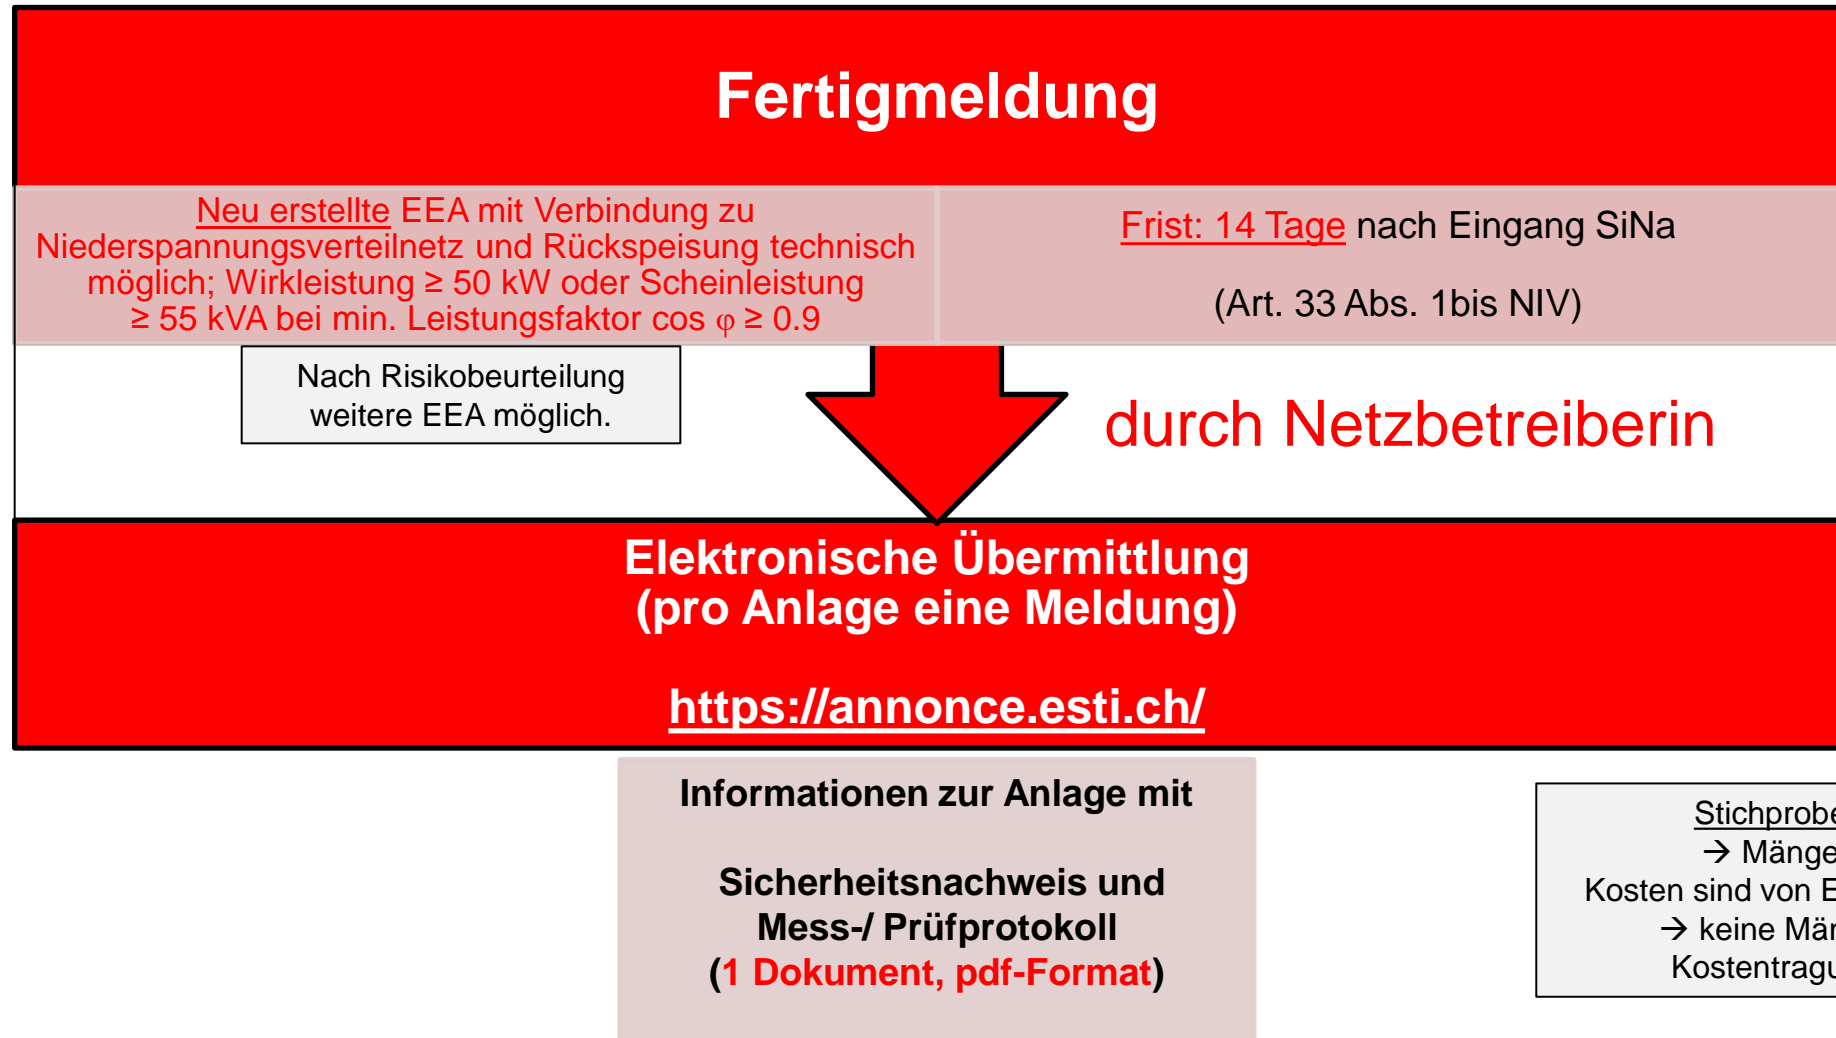 Fertigmeldung
Neu erstellte EEA mit Verbindung zu
Niederspannungsverteilnetz und Rückspeisung technisch
möglich; Wirkleistung ≥ 50 kW oder Scheinleistung
≥ 55 kVA bei min. Leistungsfaktor cos φ ≥ 0.9
Frist: 14 Tage nach Eingang SiNa
(Art. 33 Abs. 1bis NIV)
Nach Risikobeurteilung
weitere EEA möglich.
durch Netzbetreiberin
Elektronische Übermittlung
(pro Anlage eine Meldung)
https://annonce.esti.ch/
Informationen zur Anlage mit
Sicherheitsnachweis und
Mess-/ Prüfprotokoll
(1 Dokument, pdf-Format)
→
Kosten sind von
→ keine